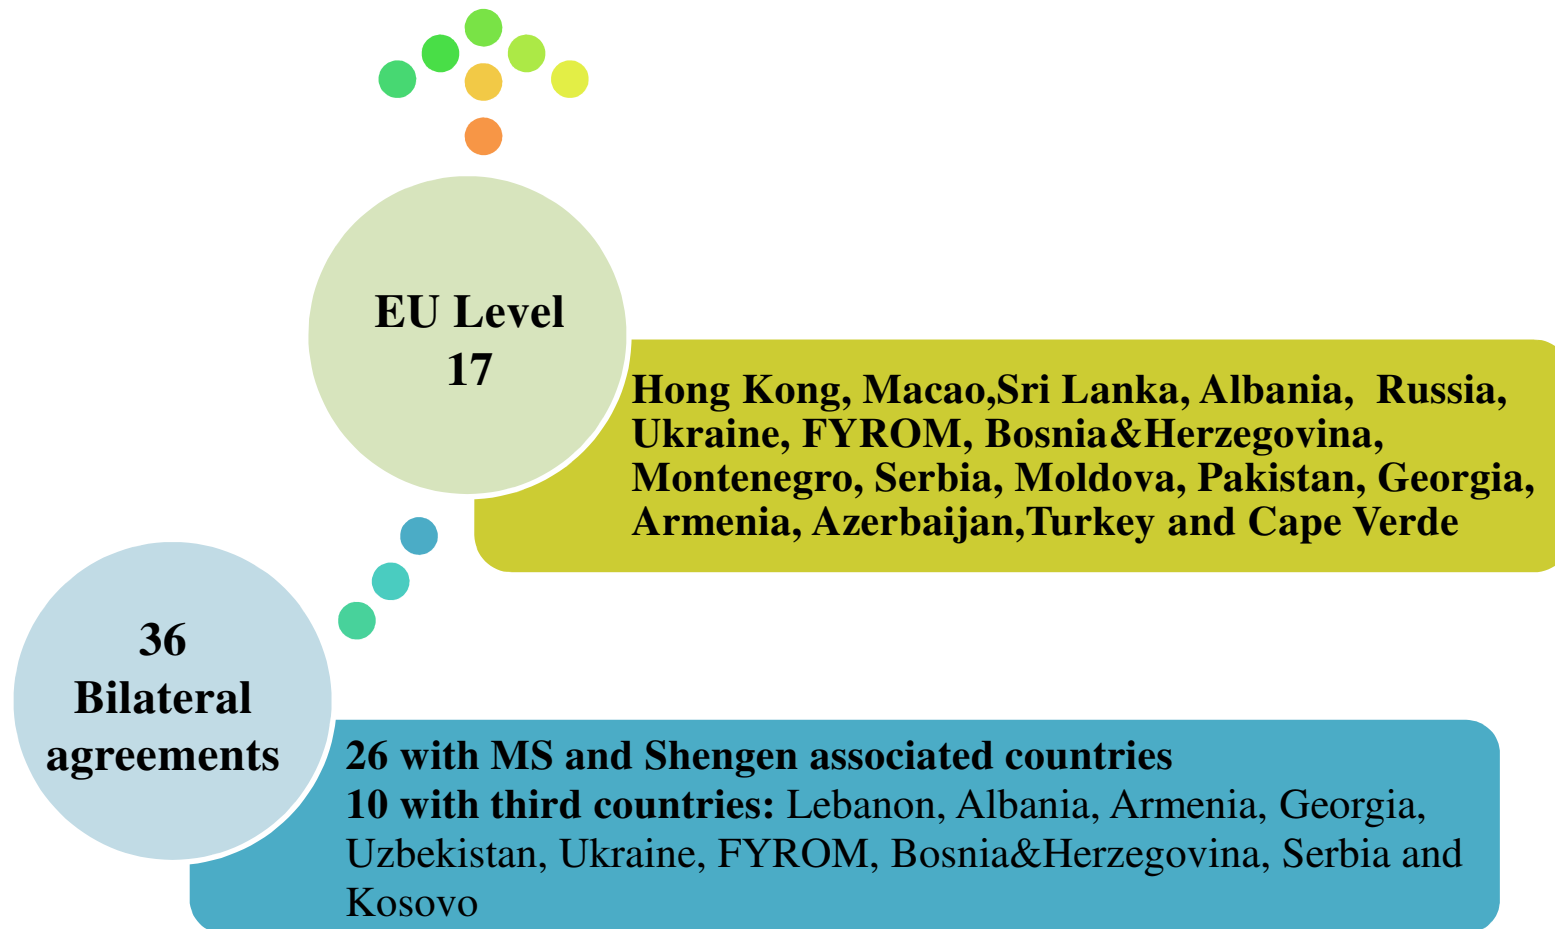 EU Level
17
Hong Kong, Macao,Sri Lanka, Albania, Russia,
Ukraine, FYROM, Bosnia&Herzegovina,
Montenegro, Serbia, Moldova, Pakistan, Georgia,
Armenia, Azerbaijan,Turkey and Cape Verde
36
Bilateral
agreements
26 with MS and Shengen associated countries
10 with third countries: Lebanon, Albania, Armenia, Georgia,
Uzbekistan, Ukraine, FYROM, Bosnia&Herzegovina, Serbia and
Kosovo